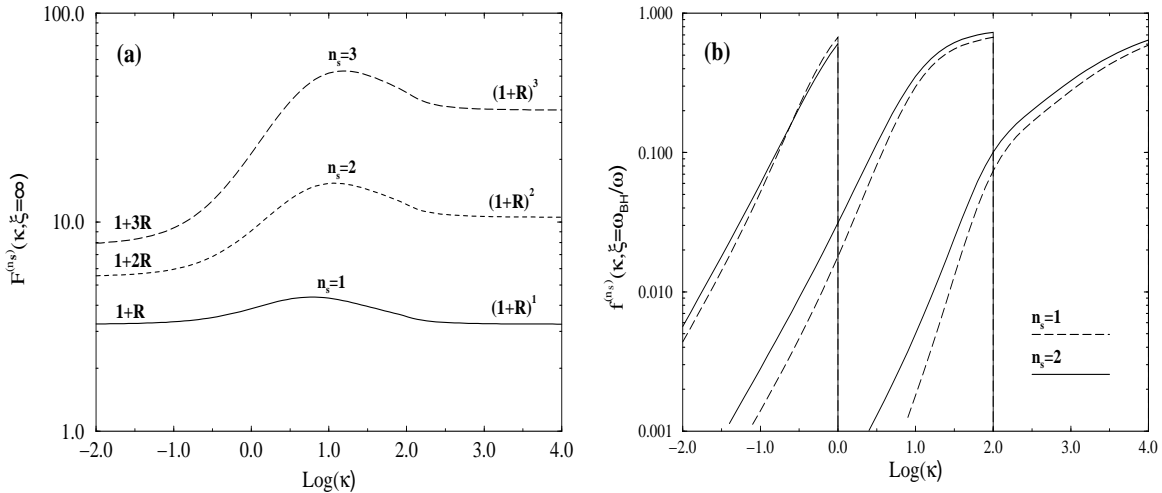 (a)
100.0
10.0
1.0
F^(n_s)(κ,ξ=∞)
n_s=3
(1+R)^3
n_s=2
1+3R
(1+R)^2
1+2R
n_s=1
1+R
(1+R)^1
−2.0 −1.0 0.0 1.0 2.0 3.0 4.0
Log(κ)
(b)
1.000
0.100
0.010
0.001
f^(n_s)(κ,ξ=ω_BH/ω)
n_s=1
n_s=2
−2.0 −1.0 0.0 1.0 2.0 3.0 4.0
Log(κ)